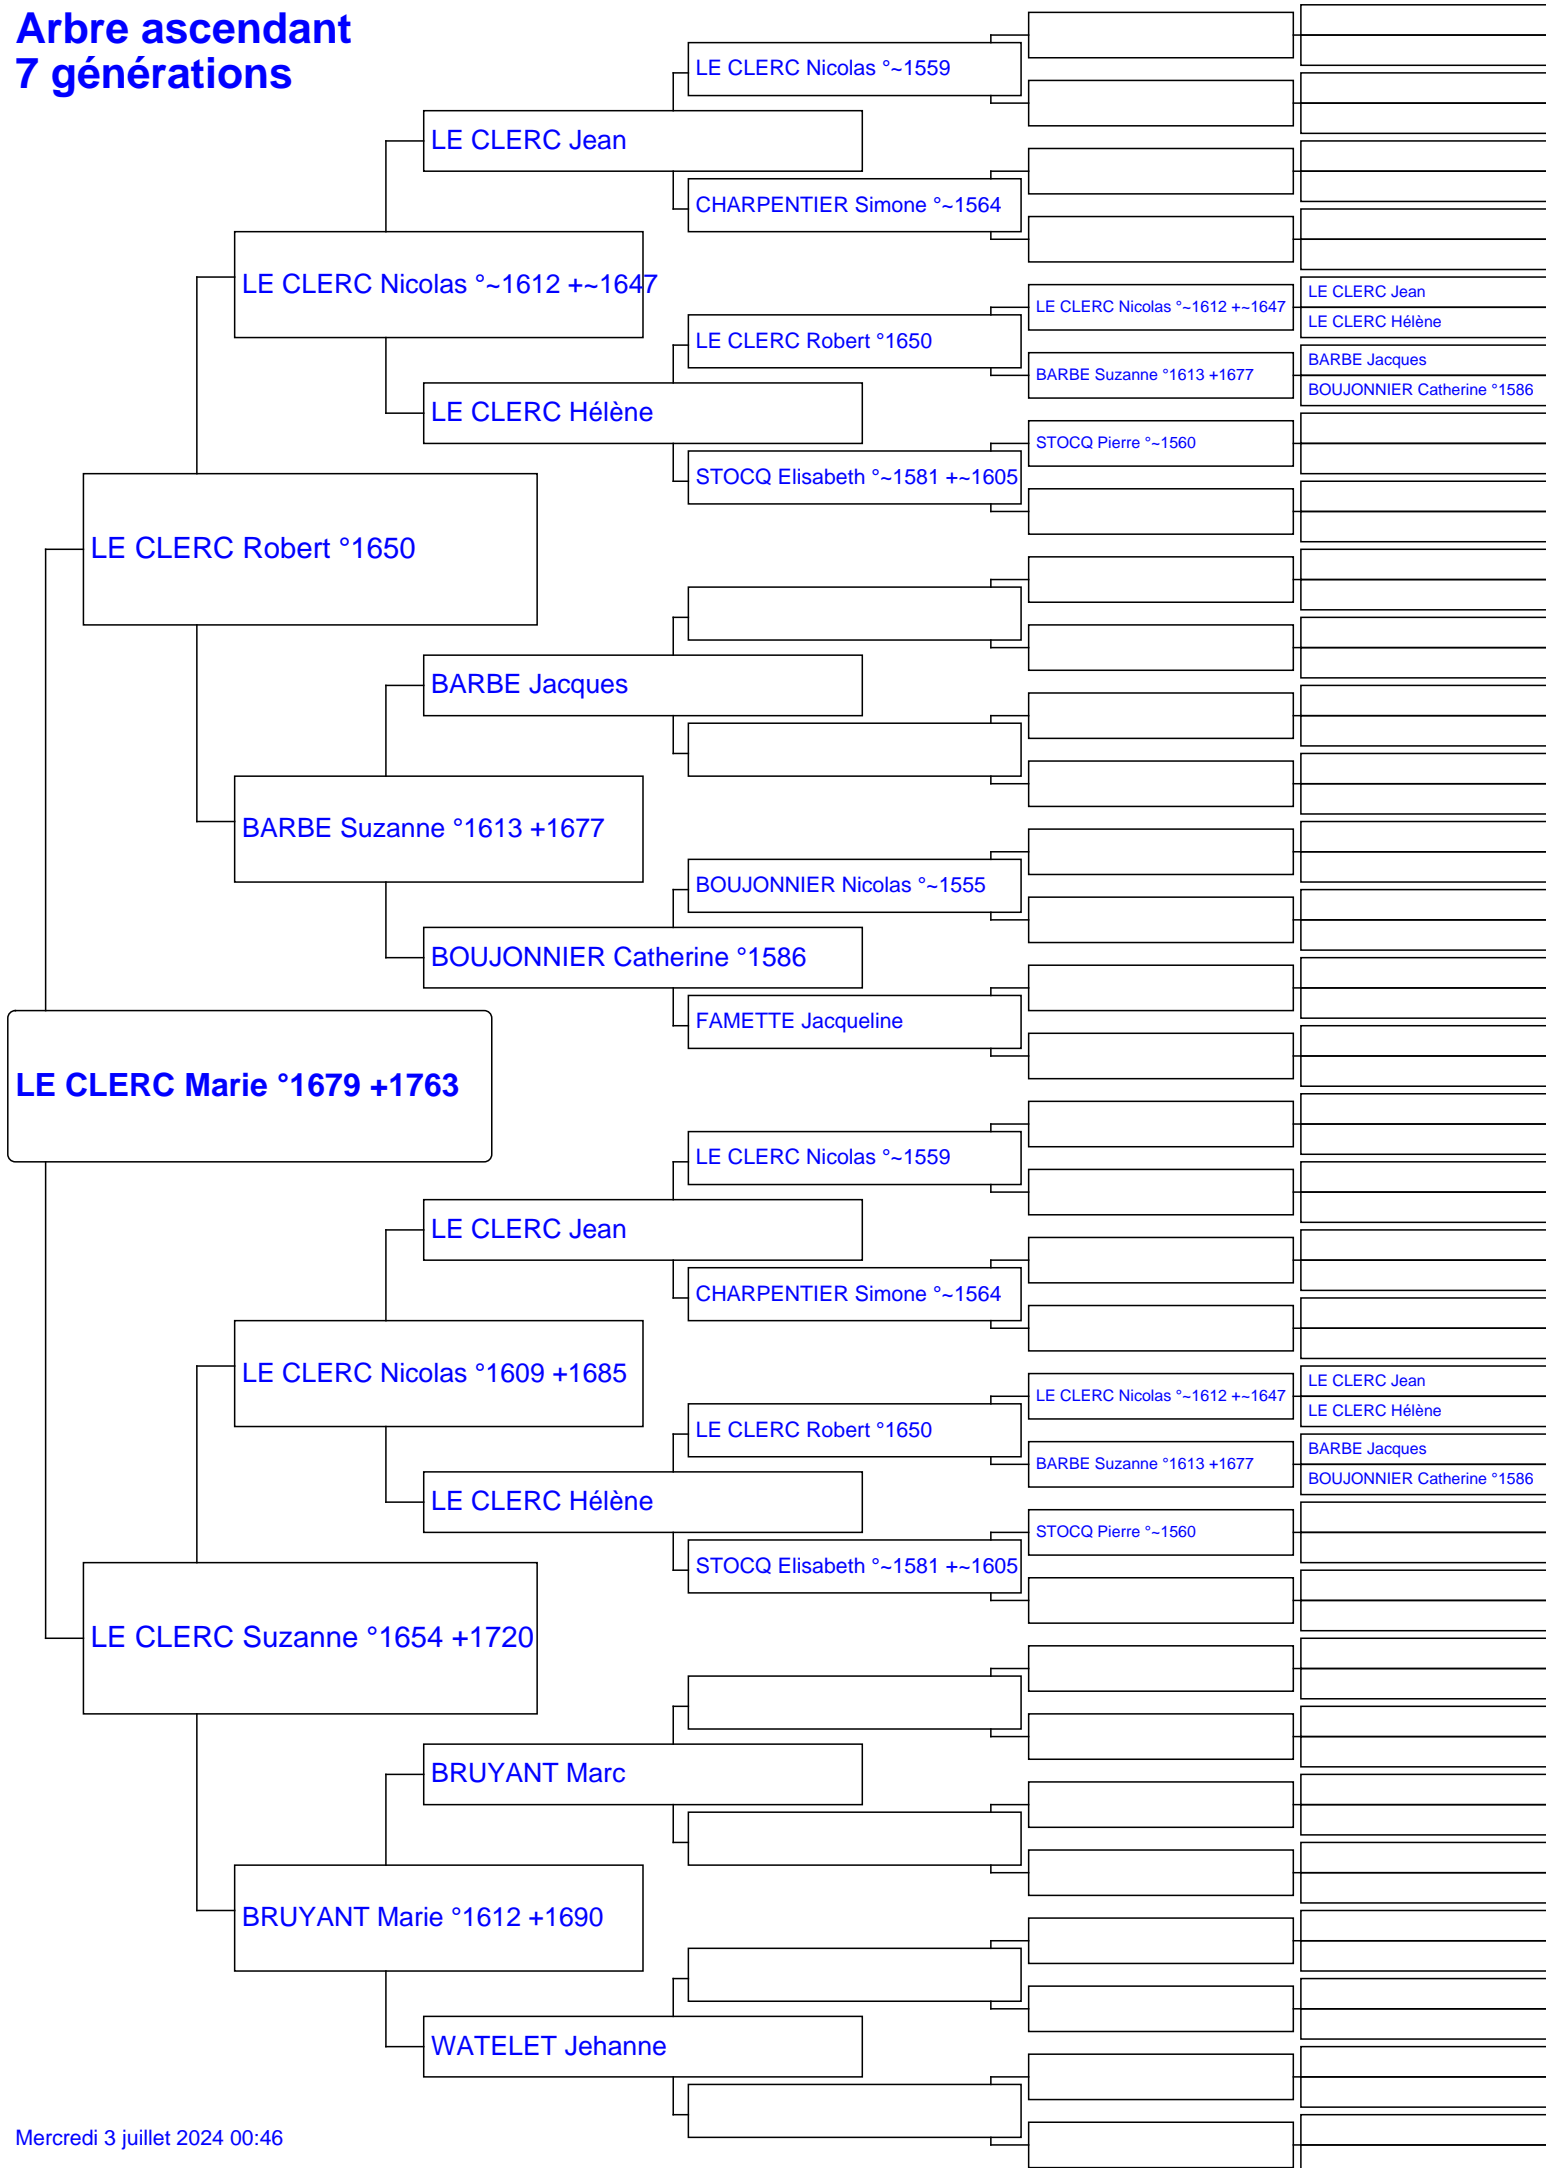 Arbre ascendant
7 générations
LE CLERC Nicolas °~1559
LE CLERC Jean
CHARPENTIER Simone °~1564
LE CLERC Nicolas °~1612 +~1647
LE CLERC Nicolas °~1612 +~1647
LE CLERC Jean
LE CLERC Hélène
LE CLERC Robert °1650
BARBE Suzanne °1613 +1677
BARBE Jacques
BOUJONNIER Catherine °1586
LE CLERC Hélène
STOCQ Pierre °~1560
STOCQ Elisabeth °~1581 +~1605
LE CLERC Robert °1650
BARBE Jacques
BARBE Suzanne °1613 +1677
BOUJONNIER Nicolas °~1555
BOUJONNIER Catherine °1586
FAMETTE Jacqueline
LE CLERC Marie °1679 +1763
LE CLERC Nicolas °~1559
LE CLERC Jean
CHARPENTIER Simone °~1564
LE CLERC Nicolas °1609 +1685
LE CLERC Nicolas °~1612 +~1647
LE CLERC Jean
LE CLERC Hélène
LE CLERC Robert °1650
BARBE Suzanne °1613 +1677
BARBE Jacques
BOUJONNIER Catherine °1586
LE CLERC Hélène
STOCQ Pierre °~1560
STOCQ Elisabeth °~1581 +~1605
LE CLERC Suzanne °1654 +1720
BRUYANT Marc
BRUYANT Marie °1612 +1690
WATELET Jehanne
Mercredi 3 juillet 2024 00:46